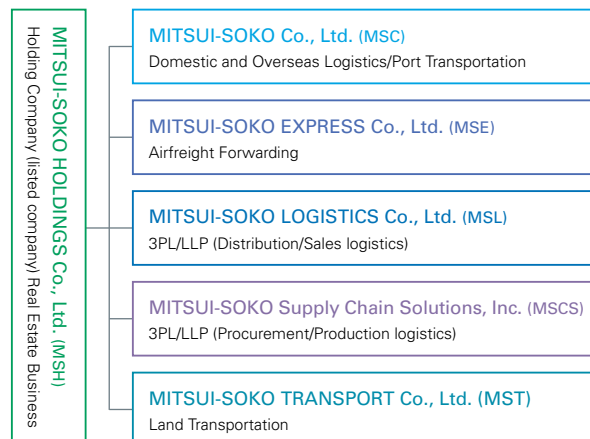 MITSUI-SOKO HOLDINGS Co., Ltd. (MSH)
Holding Company (listed company) Real Estate Business
MITSUI-SOKO Co., Ltd. (MSC)
Domestic and Overseas Logistics/Port Transportation
MITSUI-SOKO EXPRESS Co., Ltd. (MSE)
Airfreight Forwarding
MITSUI-SOKO LOGISTICS Co., Ltd. (MSL)
3PL/LLP (Distribution/Sales logistics)
MITSUI-SOKO Supply Chain Solutions, Inc. (MSCS)
3PL/LLP (Procurement/Production logistics)
MITSUI-SOKO TRANSPORT Co., Ltd. (MST)
Land Transportation